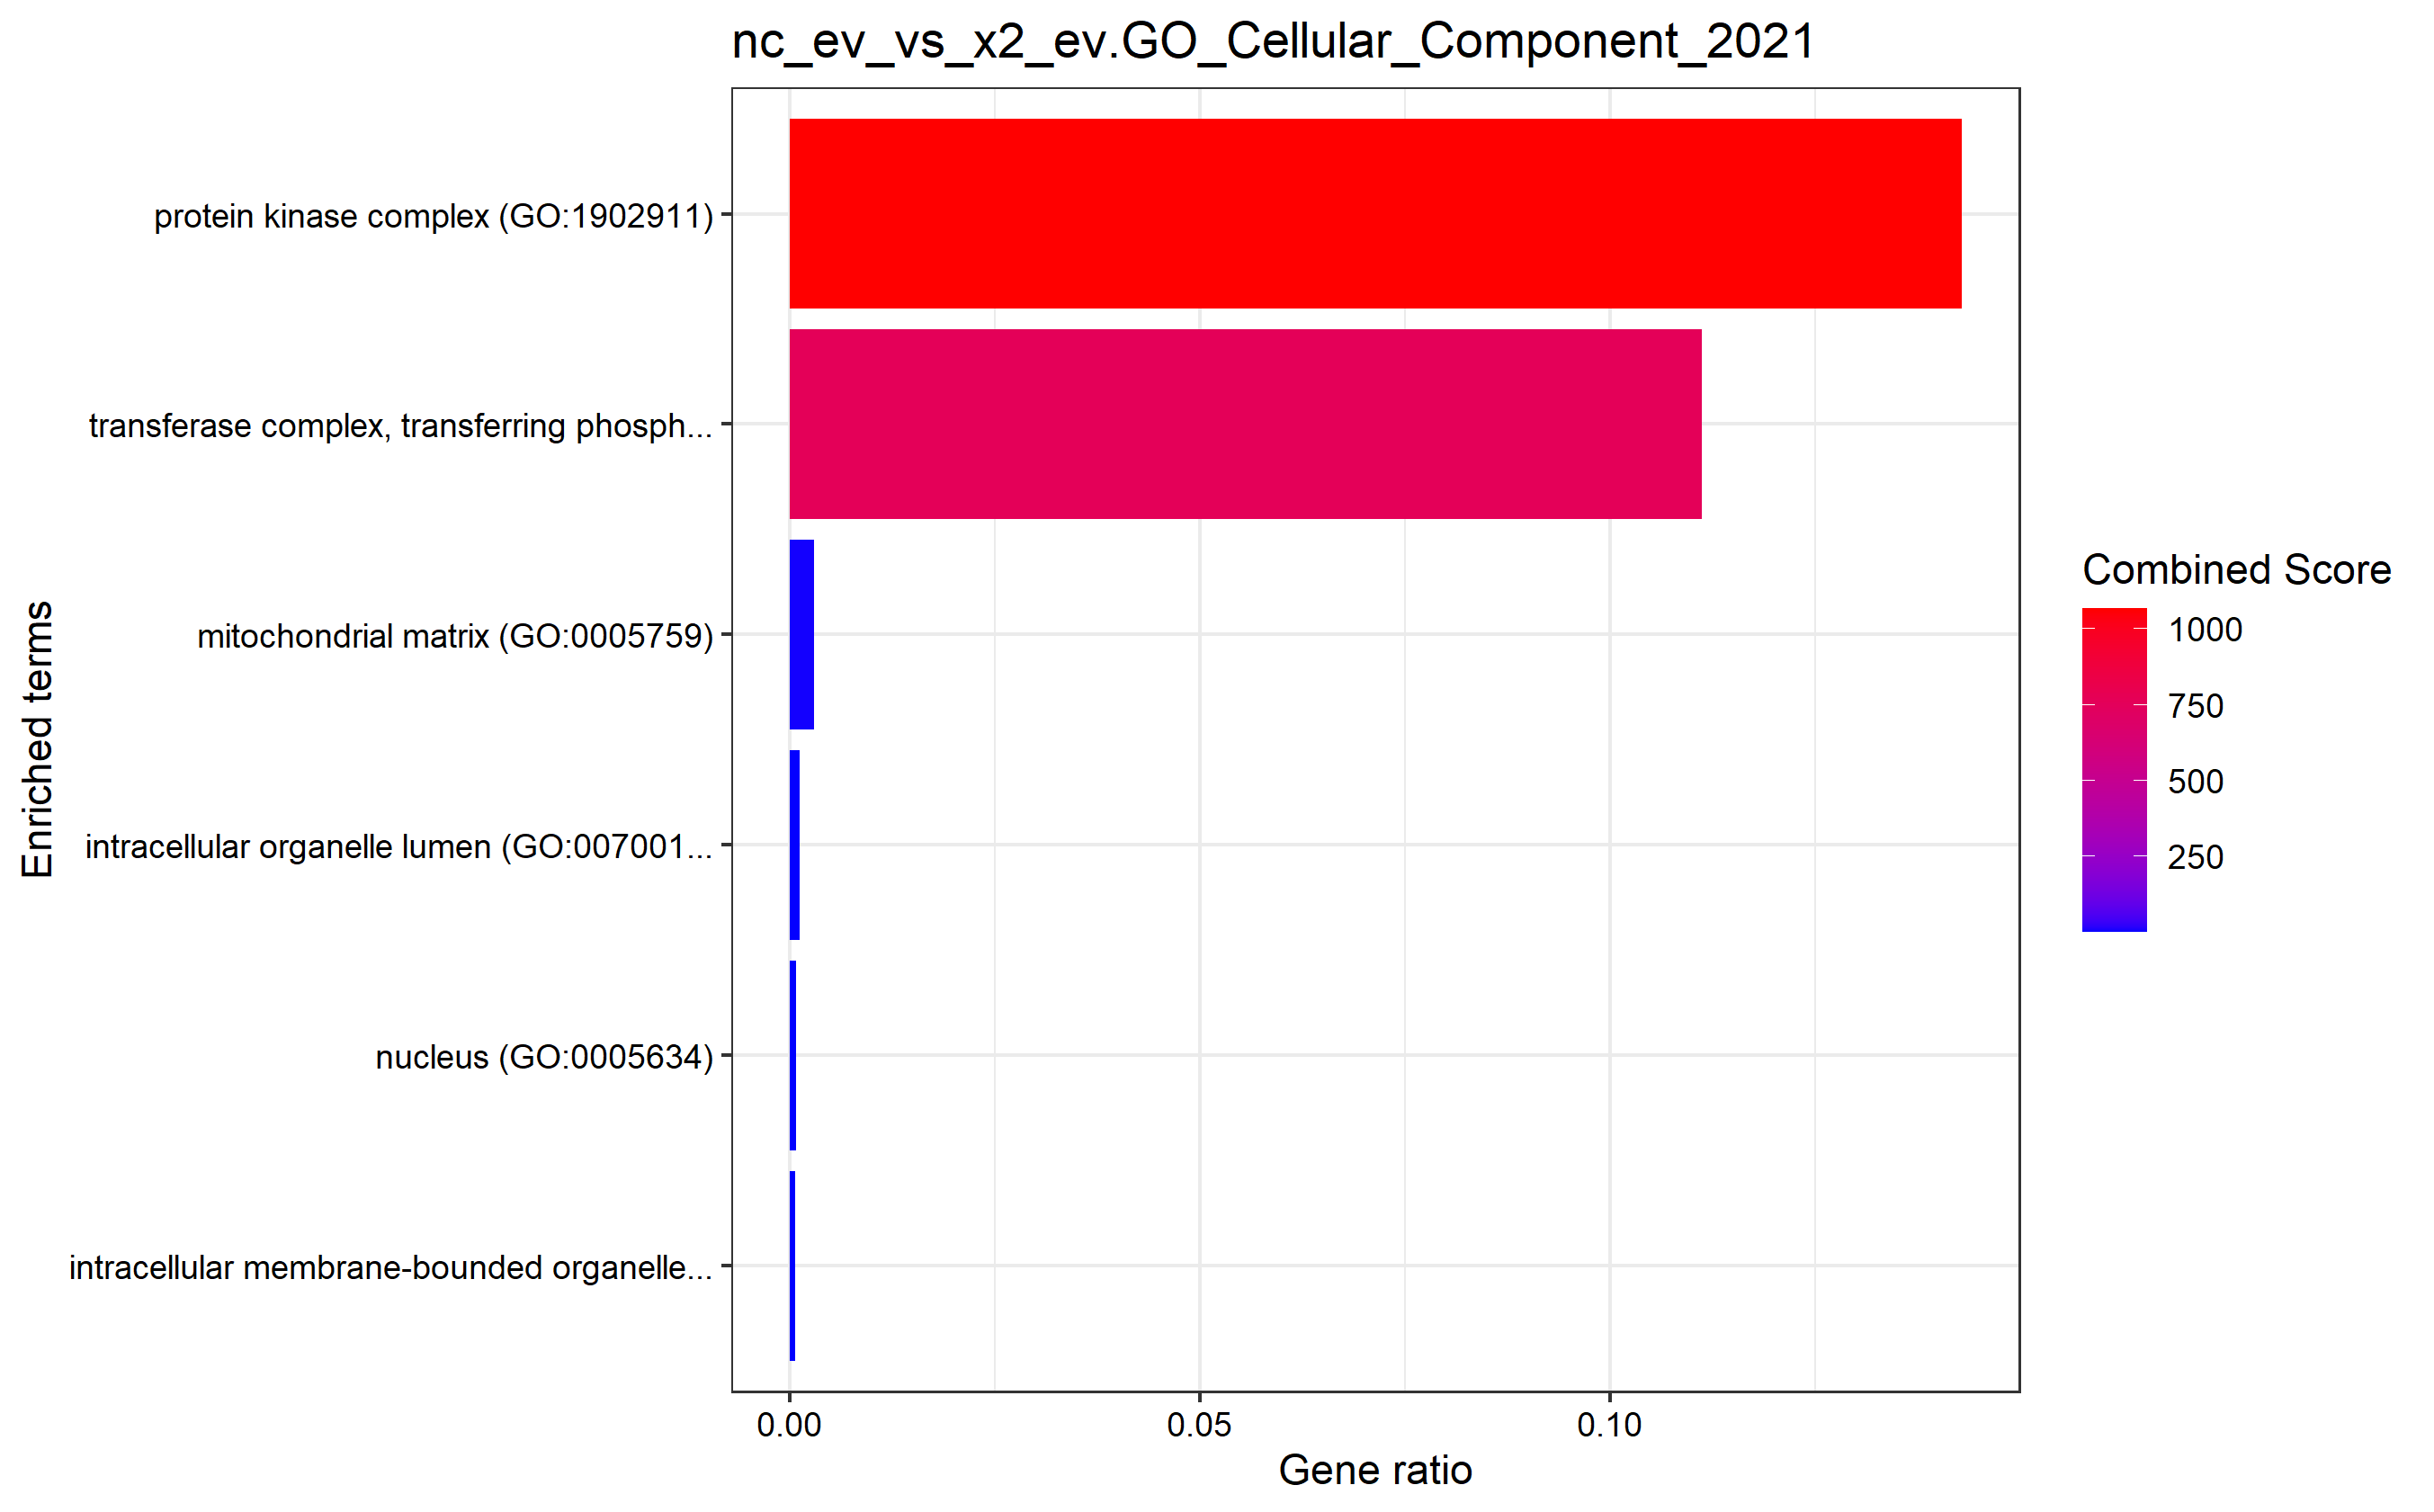 nc_ev_vs_x2_ev.GO_Cellular_Component_2021
protein kinase complex (GO:1902911)
transferase complex, transferring phosph...
mitochondrial matrix (GO:0005759)
intracellular organelle lumen (GO:007001...
nucleus (GO:0005634)
intracellular membrane-bounded organelle...
Enriched terms
0.00
0.05
0.10
Gene ratio
Combined Score
1000
750
500
250